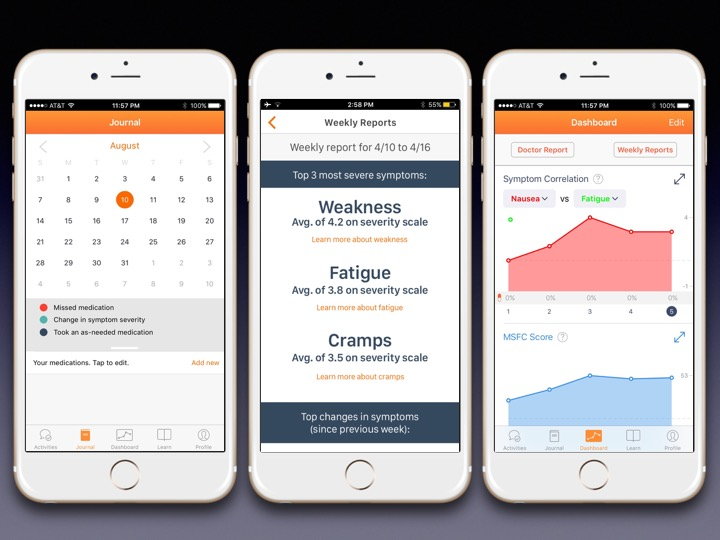 AT&T 11:57 PM 100%
Journal
August
S M T W T F S
31 1 2 3 4 5 6
7 8 9 10 11 12 13
14 15 16 17 18 19 20
21 22 23 24 25 26 27
28 29 30 31 1 2 3
4 5 6 7 8 9 10
Missed medication
Change in symptom severity
Took an as-needed medication
Your medications. Tap to edit. Add new
Activities Journal Dashboard Learn Profile
2:58 PM 55%
Weekly Reports
Weekly report for 4/10 to 4/16
Top 3 most severe symptoms:
Weakness
Avg. of 4.2 on severity scale
Learn more about weakness
Fatigue
Avg. of 3.8 on severity scale
Learn more about fatigue
Cramps
Avg. of 3.5 on severity scale
Learn more about cramps
Top changes in symptoms
(since previous week):
AT&T 11:57 PM 100%
Dashboard Edit
Doctor Report Weekly Reports
Symptom Correlation ?
Nausea vs Fatigue
4
-1
0% 0% 0% 0% 0%
1 2 3 4 5
MSFC Score ?
53
Activities Journal Dashboard Learn Profile